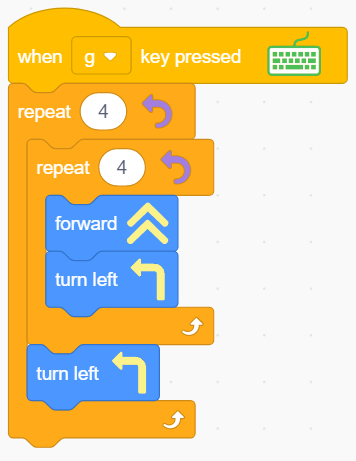 when g key pressed
repeat 4
repeat 4
forward
turn left
turn left